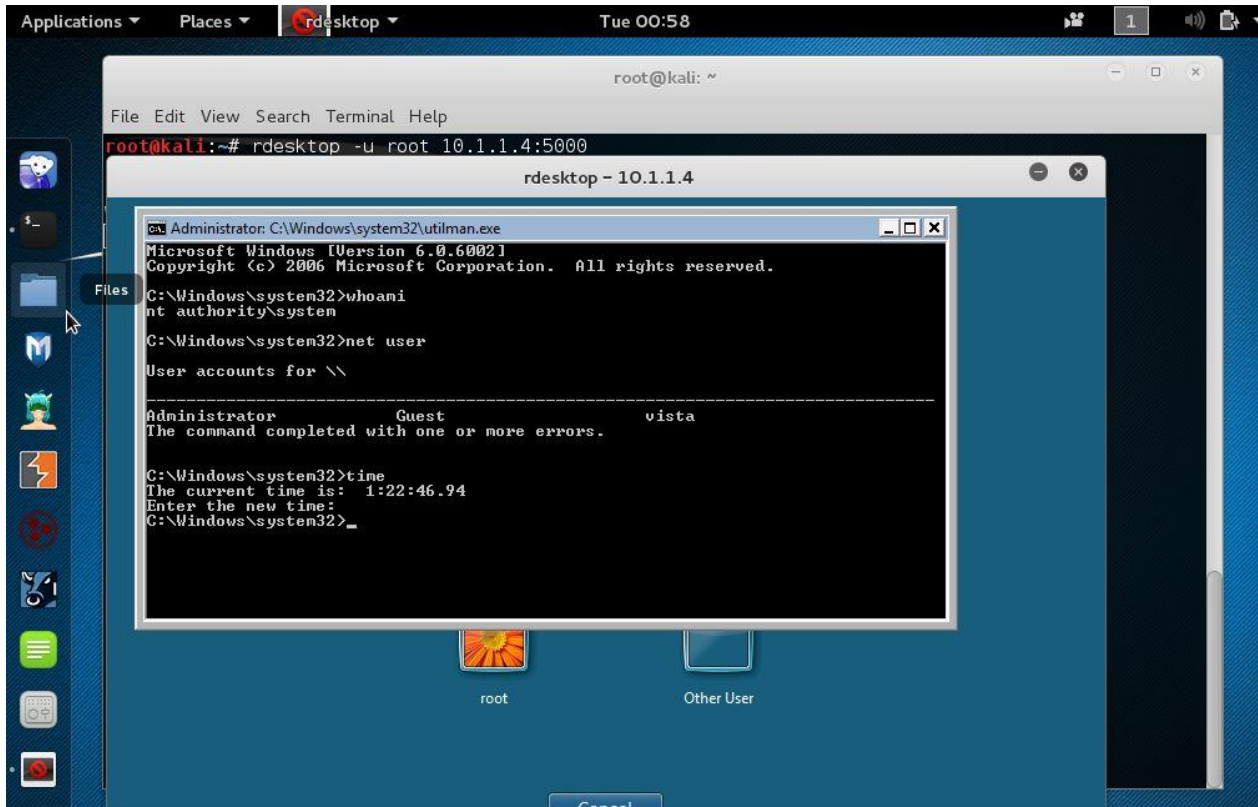 Applications Places rdesktop Tue 00:58 1
root@kali: ~
File Edit View Search Terminal Help
root@kali:~# rdesktop -u root 10.1.1.4:5000
rdesktop - 10.1.1.4
$_
Files
Administrator: C:\Windows\system32\utilman.exe
Microsoft Windows [Version 6.0.6002]
Copyright (c) 2006 Microsoft Corporation.  All rights reserved.
C:\Windows\system32>whoami
nt authority\system
C:\Windows\system32>net user
User accounts for \\
-------------------------------------------------------------------------------
Administrator            Guest                    vista
The command completed with one or more errors.
C:\Windows\system32>time
The current time is:  1:22:46.94
Enter the new time:
C:\Windows\system32>_
root Other User
Cancel